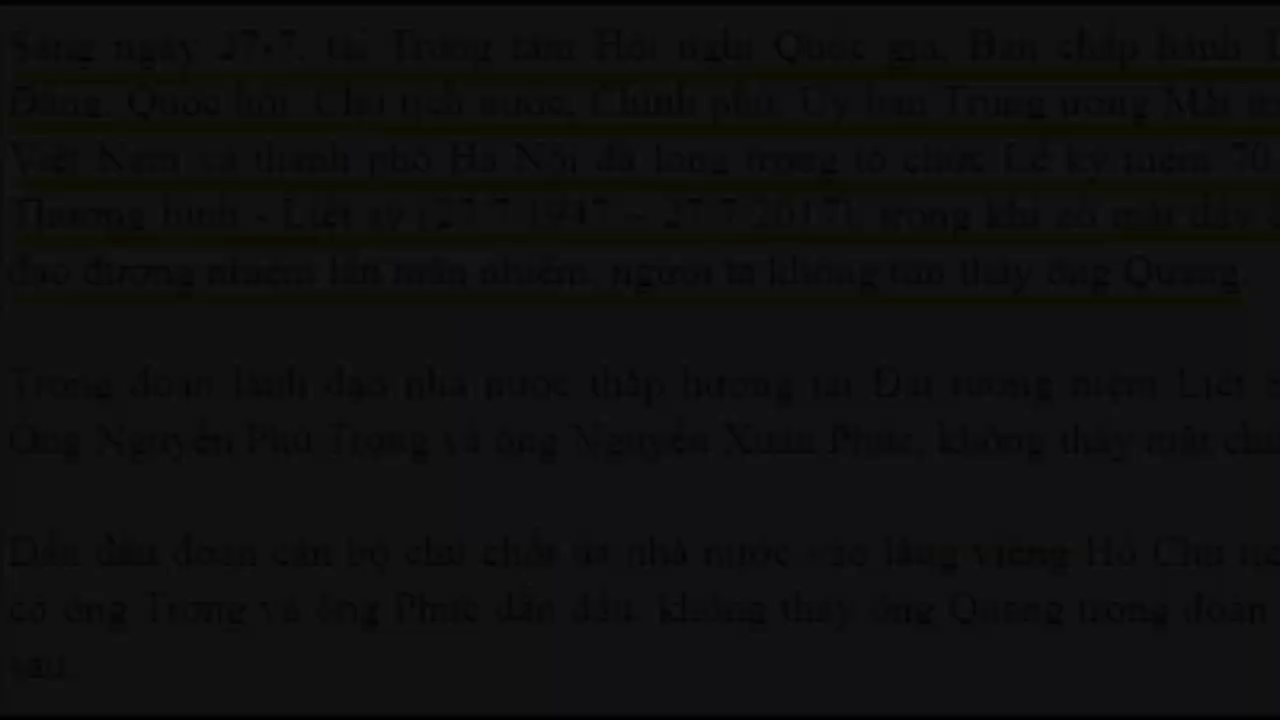 Sáng ngày 27-7, tại Trung tâm Hội nghị Quốc gia, Ban chấp hành
Đảng, Quốc hội, Chủ tịch nước, Chính phủ, Ủy ban Trung ương Mặt
Việt Nam và thành phố Hà Nội đã long trọng tổ chức Lễ kỷ niệm 70
Thương binh - Liệt sỹ (27/7/1947 – 27/7/2017), trong khi có mặt đầy
đạo đương nhiệm lẫn mãn nhiệm, người ta không tìm thấy ông Quang.
Trong đoàn lãnh đạo nhà nước thắp hương tại Đài tưởng niệm Liệt
Ông Nguyễn Phú Trọng và ông Nguyễn Xuân Phúc, không thấy mặt
Dẫn đầu đoàn cán bộ chủ chốt nhà nước vào lăng viếng Hồ Chủ
có ông Trọng và ông Phúc dẫn đầu, không thấy ông Quang trong đoàn
sau.